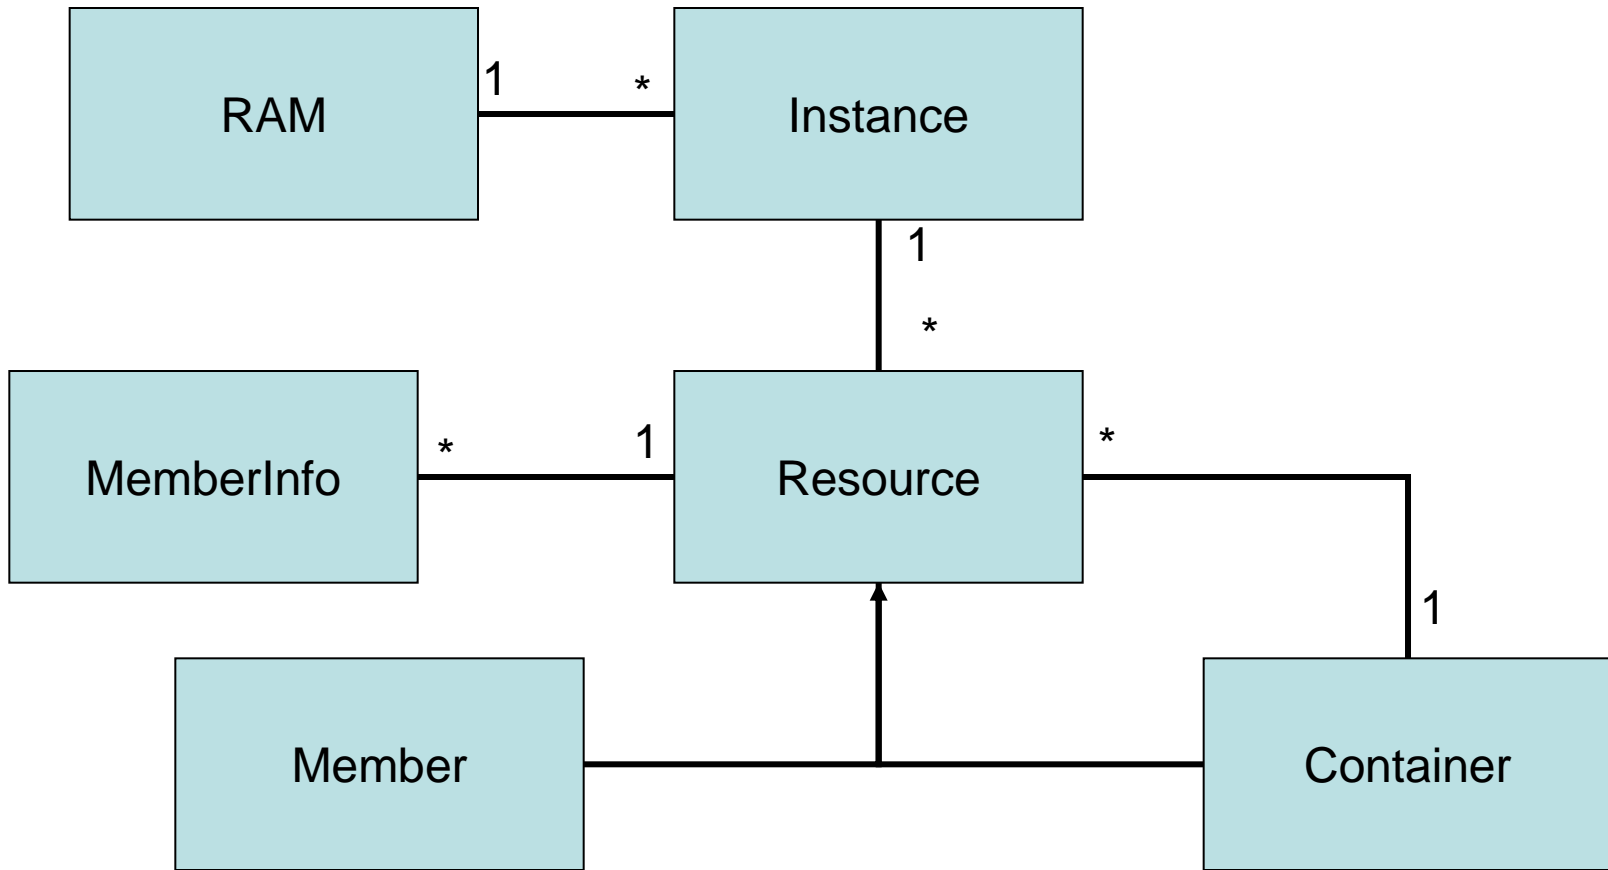 RAM
1
*
Instance
1
*
MemberInfo
*
1
Resource
*
1
Member
Container